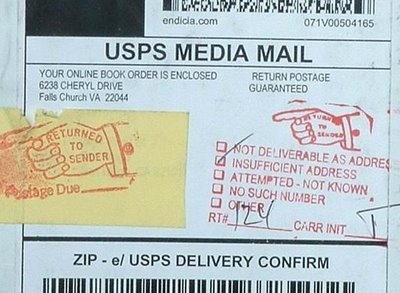 endicia.com 071V00504165
USPS MEDIA MAIL
YOUR ONLINE BOOK ORDER IS ENCLOSED
6238 CHERYL DRIVE
Falls Church VA 22044
RETURN POSTAGE
GUARANTEED
RETURNED
TO
SENDER
Postage Due
RETURNED
TO
SENDER
NOT DELIVERABLE AS ADDRES
INSUFFICIENT ADDRESS
ATTEMPTED - NOT KNOWN
NO SUCH NUMBER
OTHER
RT# 124 CARR INIT
ZIP - e/ USPS DELIVERY CONFIRM